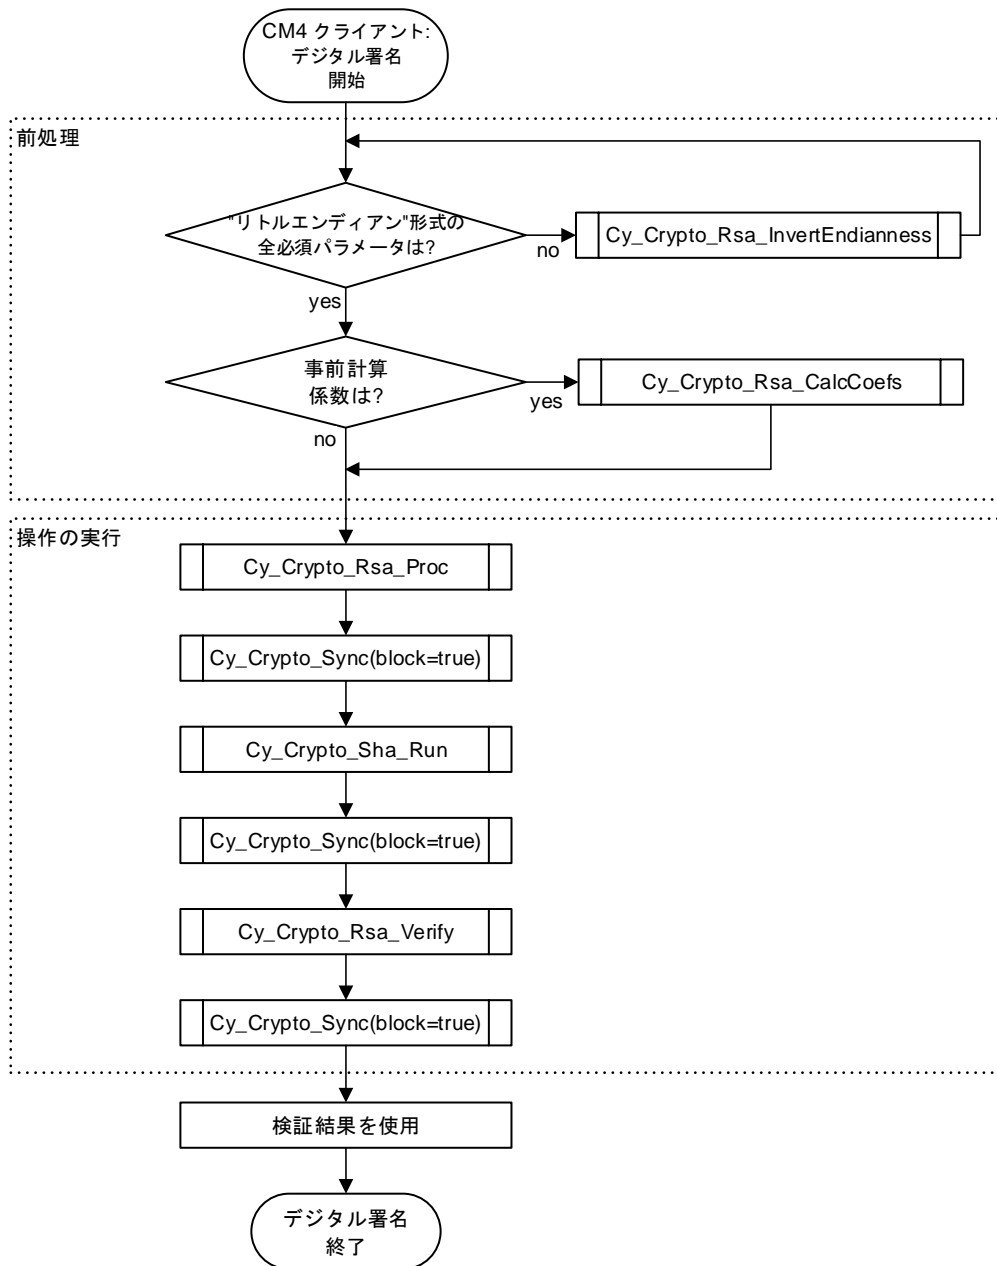 CM4 クライアント:
デジタル署名
開始
前処理
"リトルエンディアン"形式の
全必須パラメータは?
no
Cy_Crypto_Rsa_InvertEndianness
yes
事前計算
係数は?
yes
Cy_Crypto_Rsa_CalcCoefs
no
操作の実行
Cy_Crypto_Rsa_Proc
Cy_Crypto_Sync(block=true)
Cy_Crypto_Sha_Run
Cy_Crypto_Sync(block=true)
Cy_Crypto_Rsa_Verify
Cy_Crypto_Sync(block=true)
検証結果を使用
デジタル署名
終了